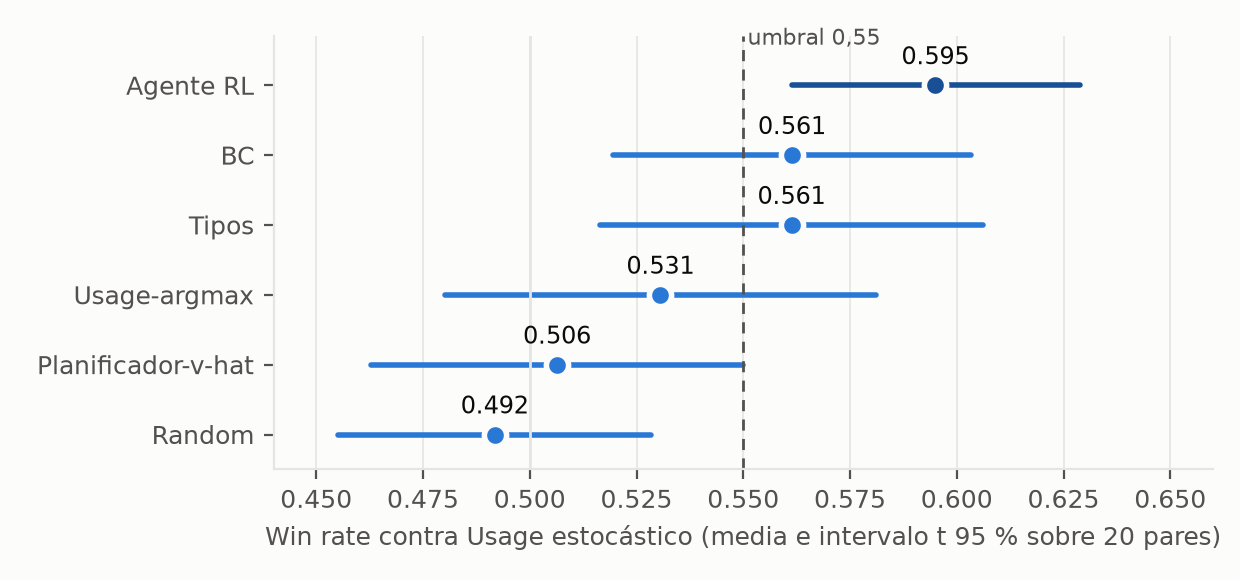 umbral 0,55
Agente RL
0.595
BC
0.561
Tipos
0.561
Usage-argmax
0.531
Planificador-v-hat
0.506
Random
0.492
0.450 0.475 0.500 0.525 0.550 0.575 0.600 0.625 0.650
Win rate contra Usage estocástico (media e intervalo t 95 % sobre 20 pares)